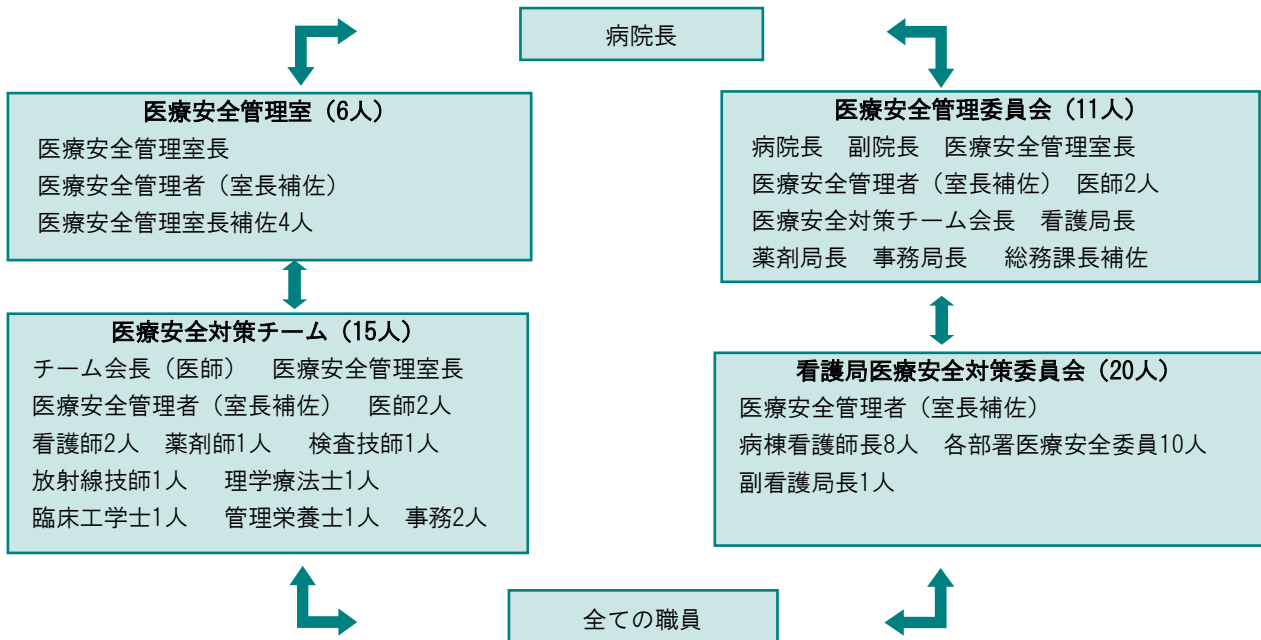 病院長
医療安全管理室（6人）
医療安全管理室長
医療安全管理者（室長補佐）
医療安全管理室長補佐4人
医療安全管理委員会（11人）
病院長　副院長　医療安全管理室長
医療安全管理者（室長補佐）　医師2人
医療安全対策チーム会長　看護局長
薬剤局長　事務局長　総務課長補佐
医療安全対策チーム（15人）
チーム会長（医師）　医療安全管理室長
医療安全管理者（室長補佐）　医師2人
看護師2人　薬剤師1人　検査技師1人
放射線技師1人　理学療法士1人
臨床工学士1人　管理栄養士1人　事務2人
看護局医療安全対策委員会（20人）
医療安全管理者（室長補佐）
病棟看護師長8人　各部署医療安全委員10人
副看護局長1人
全ての職員